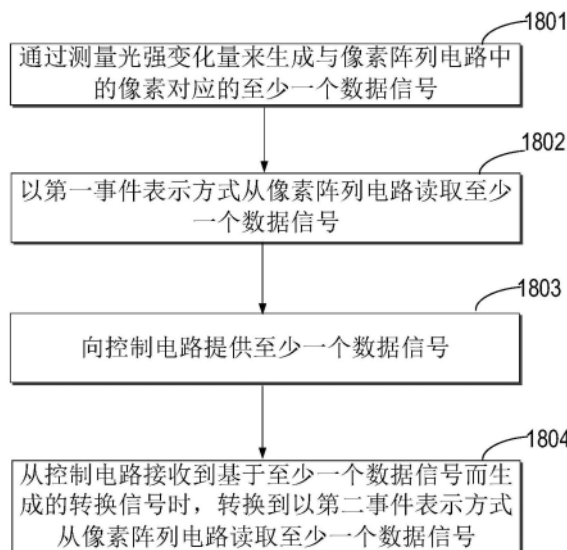 1801
通过测量光强变化量来生成与像素阵列电路中
的像素对应的至少一个数据信号
1802
以第一事件表示方式从像素阵列电路读取至少
一个数据信号
1803
向控制电路提供至少一个数据信号
1804
从控制电路接收到基于至少一个数据信号而生
成的转换信号时，转换到以第二事件表示方式
从像素阵列电路读取至少一个数据信号